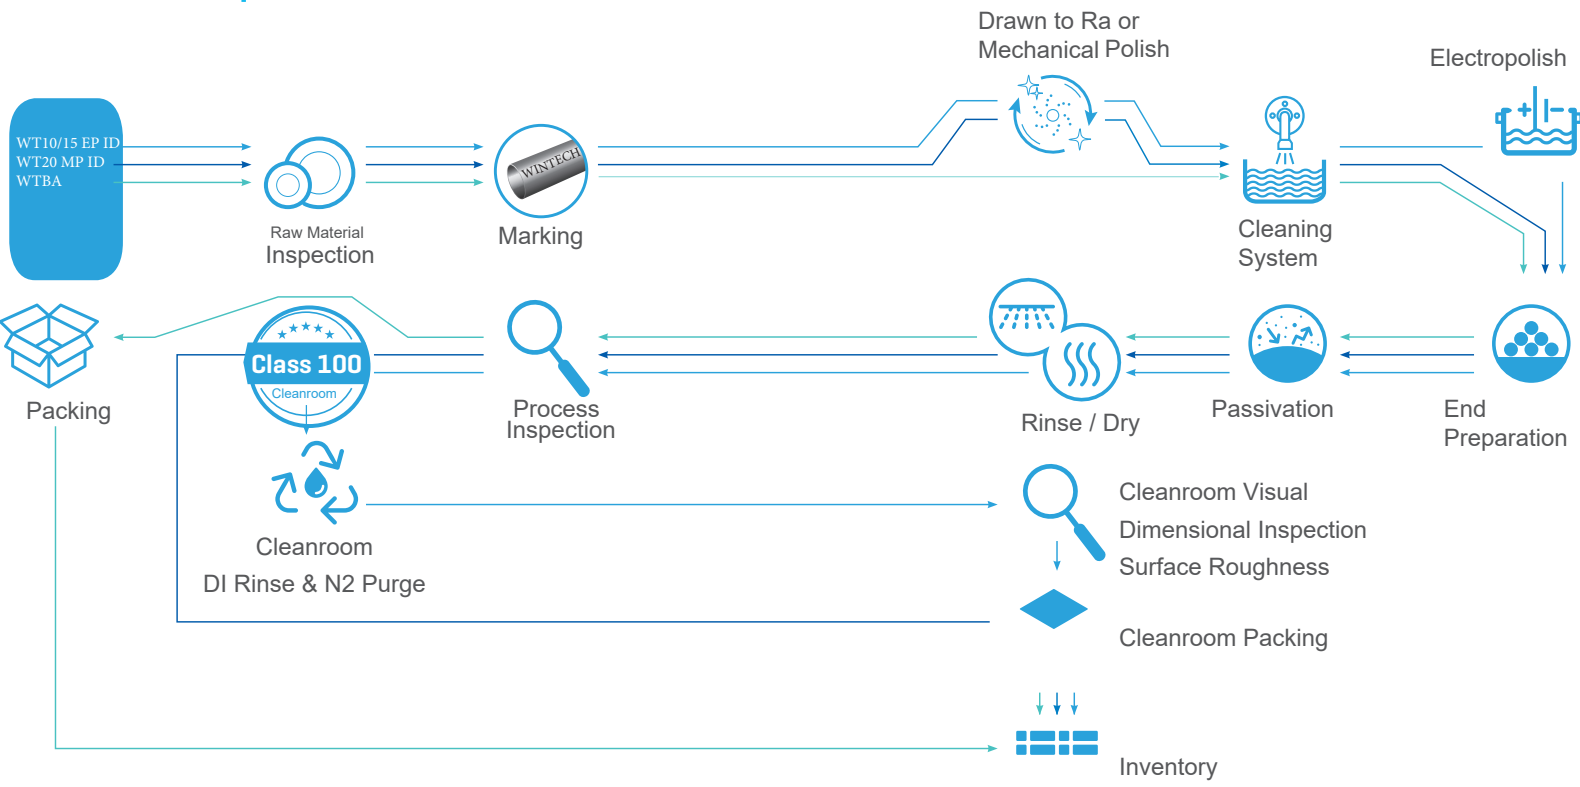 Drawn to Ra or
Mechanical Polish
Electropolish
WT10/15 EP ID
WT20 MP ID
WTBA
WINTECH
Raw Material
Inspection
Marking
Cleaning
System
Class 100
Cleanroom
Packing
Process
Inspection
Rinse / Dry
Passivation
End
Preparation
Cleanroom
DI Rinse & N2 Purge
Cleanroom Visual
Dimensional Inspection
Surface Roughness
Cleanroom Packing
Inventory